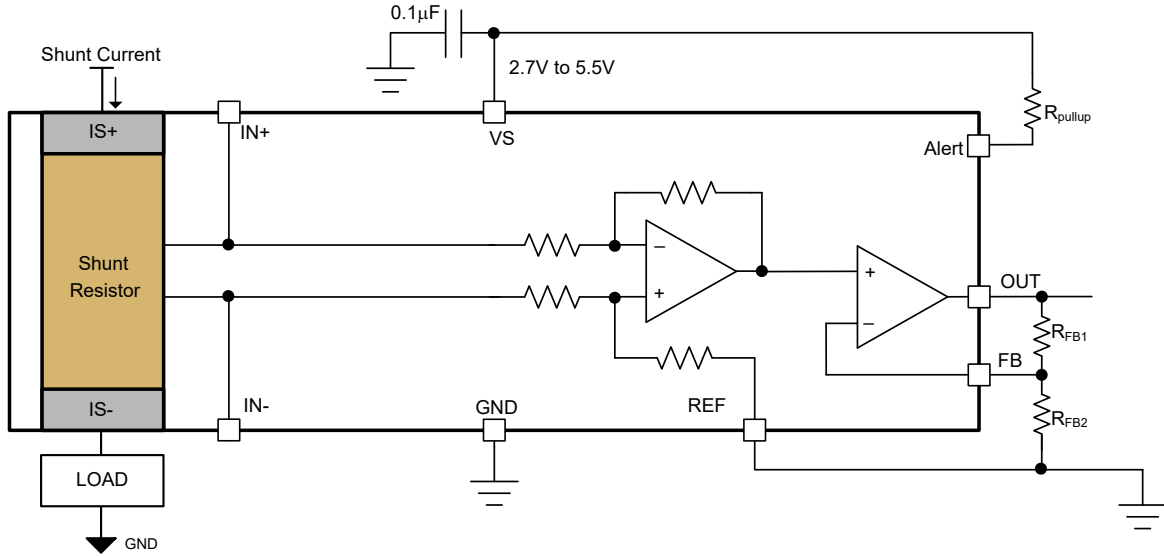 0.1µF
Shunt Current
2.7V to 5.5V
IS+
IN+
VS
Rpullup
Alert
−
+
Shunt
Resistor
+
−
OUT
RFB1
FB
IS-
IN-
GND
REF
RFB2
LOAD
GND